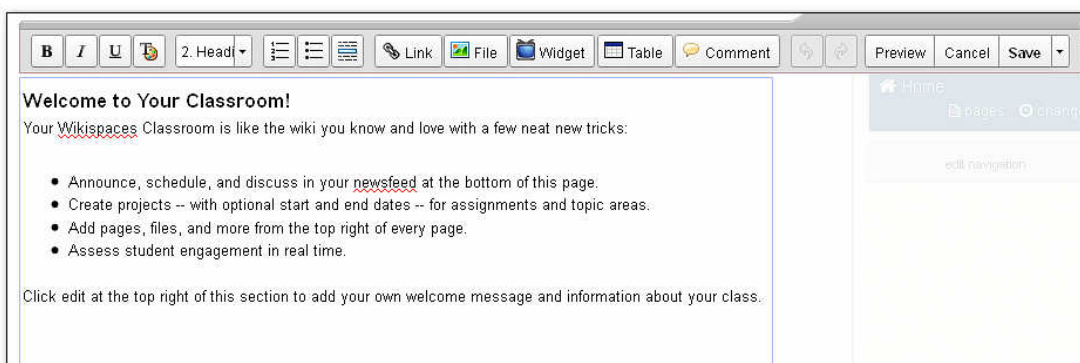 B I U T 2. Headi Link File Widget Table Comment Preview Cancel Save
Home
pages chang
edit navigation
Welcome to Your Classroom!
Your Wikispaces Classroom is like the wiki you know and love with a few neat new tricks:
Announce, schedule, and discuss in your newsfeed at the bottom of this page.
Create projects -- with optional start and end dates -- for assignments and topic areas.
Add pages, files, and more from the top right of every page.
Assess student engagement in real time.
Click edit at the top right of this section to add your own welcome message and information about your class.